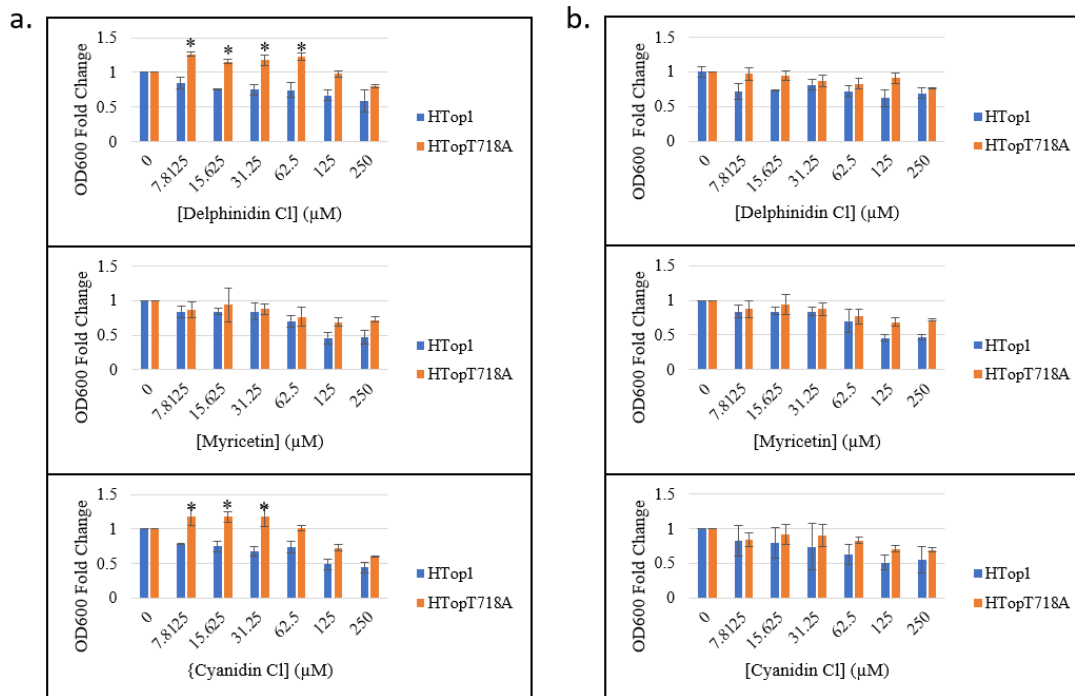 a.
1.5
1
0.5
0
OD600 Fold Change
* * * *
0 7.8125 15.625 31.25 62.5 125 250
[Delphinidin Cl] (µM)
HTop1
HTopT718A
1.5
1
0.5
0
OD600 Fold Change
0 7.8125 15.625 31.25 62.5 125 250
[Myricetin] (µM)
HTop1
HTopT718A
1.5
1
0.5
0
OD600 Fold Change
* * *
0 7.8125 15.625 31.25 62.5 125 250
{Cyanidin Cl] (µM)
HTop1
HTopT718A
b.
1.5
1
0.5
0
OD600 Fold Change
0 7.8125 15.625 31.25 62.5 125 250
[Delphinidin Cl] (µM)
HTop1
HTopT718A
1.5
1
0.5
0
OD600 Fold Change
0 7.8125 15.625 31.25 62.5 125 250
[Myricetin] (µM)
HTop1
HTopT718A
1.5
1
0.5
0
OD600 Fold Change
0 7.8125 15.625 31.25 62.5 125 250
[Cyanidin Cl] (µM)
HTop1
HTopT718A